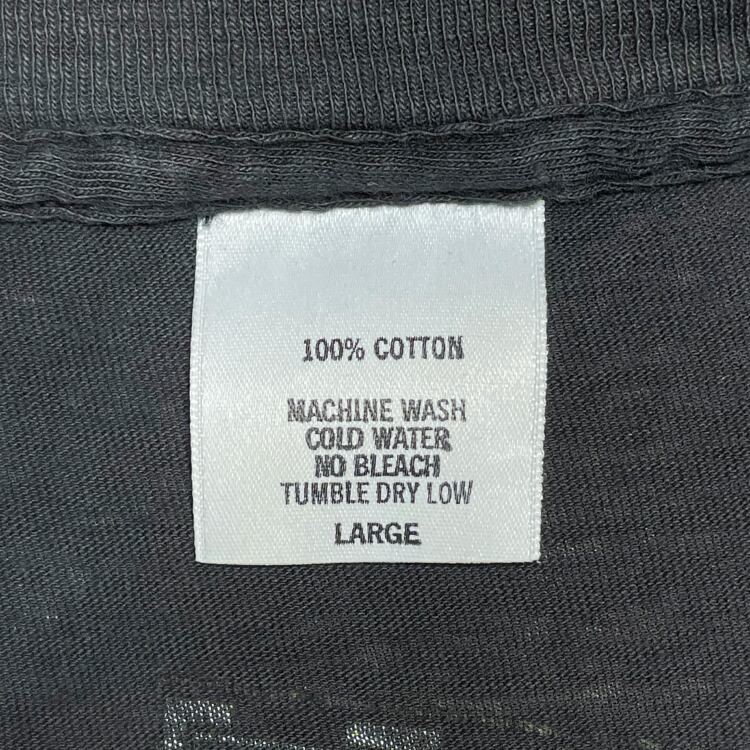 100% COTTON
MACHINE WASH
COLD WATER
NO BLEACH
TUMBLE DRY LOW
LARGE